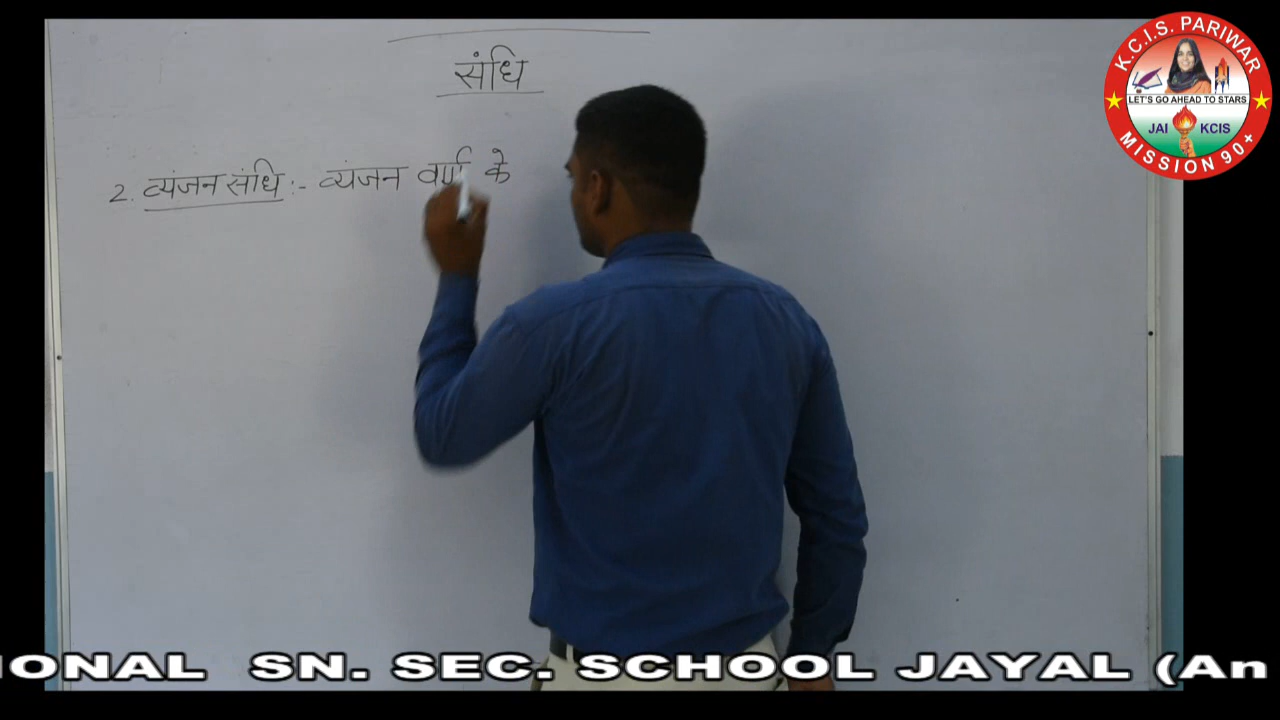 संधि
2. व्यंजन संधि :- व्यंजन वर्ण के
K.C.I.S. PARIWAR
LET'S GO AHEAD TO STARS
JAI KCIS
MISSION 90+
IONAL SN. SEC. SCHOOL JAYAL (An